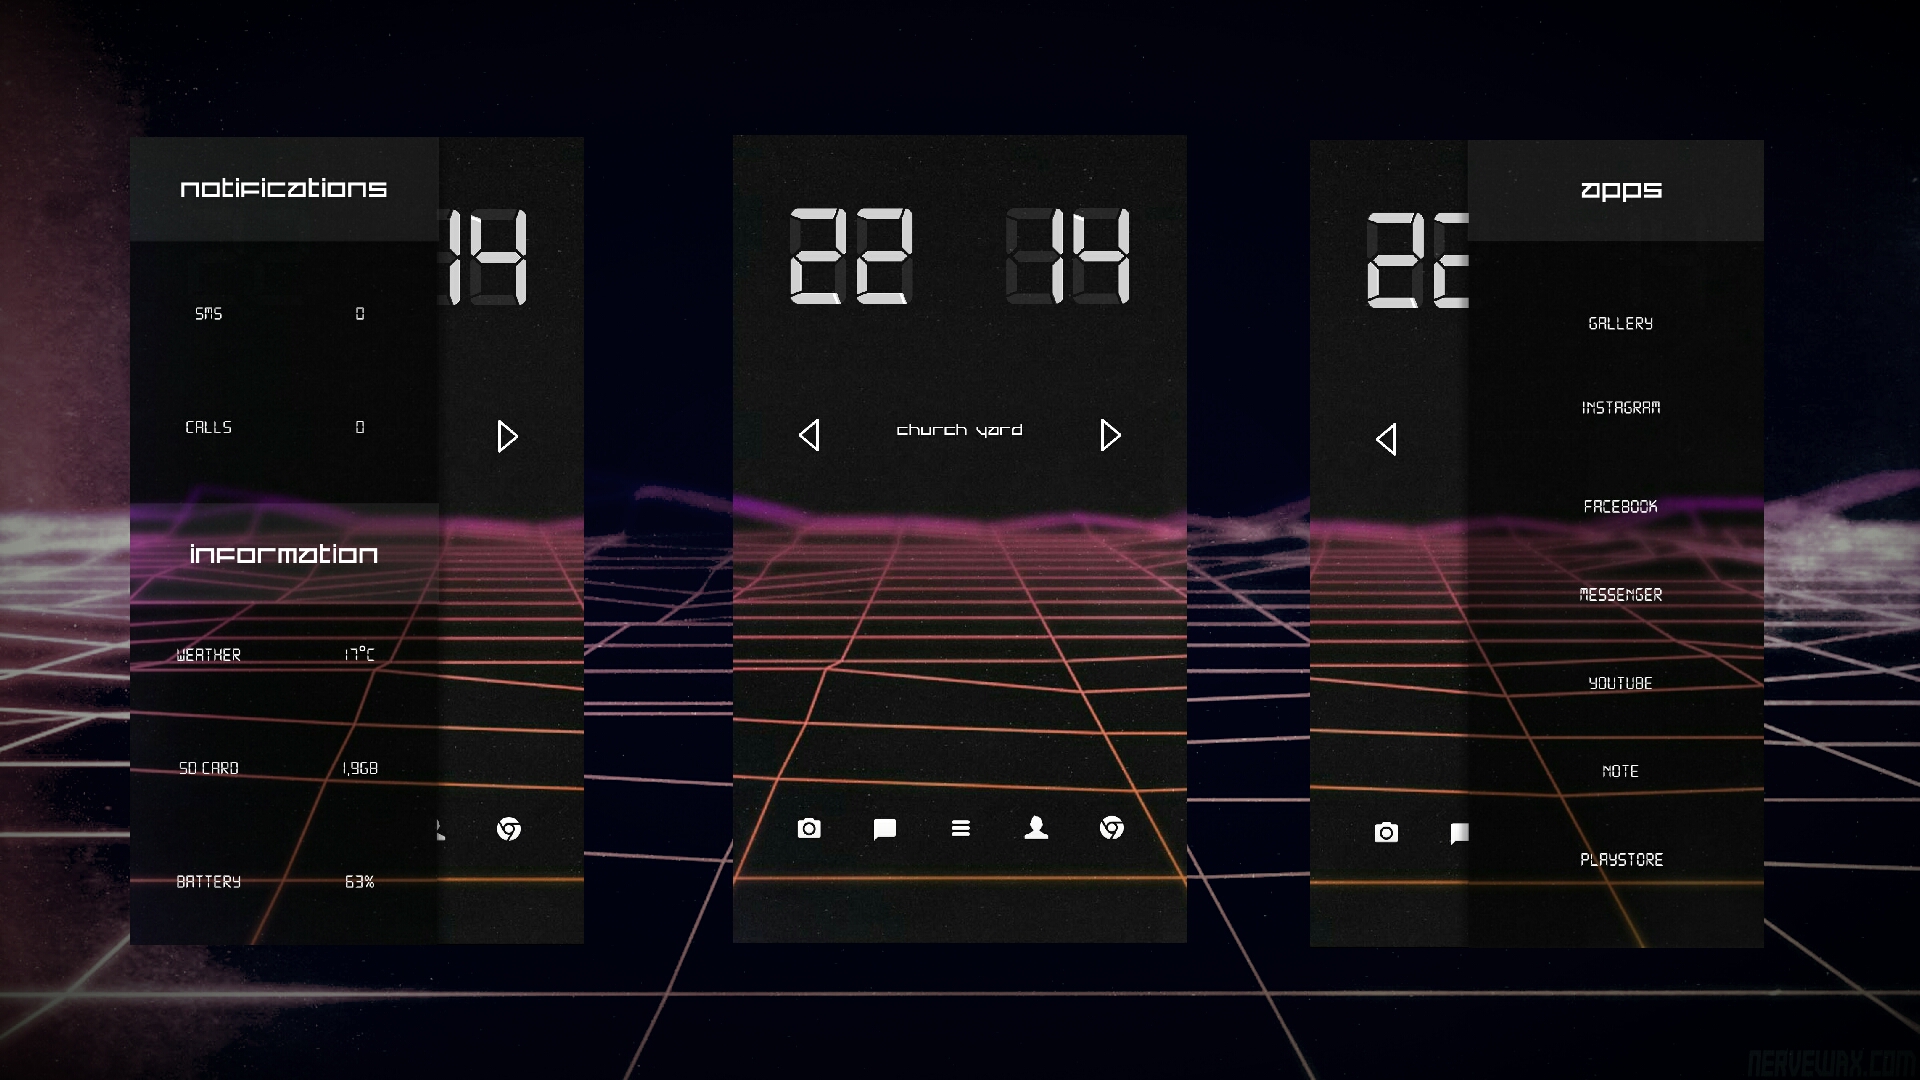 notifications
14
SMS 0
CALLS 0
information
WEATHER 17°C
SD CARD 1,9GB
BATTERY 63%
22 14
church yard
22
apps
GALLERY
INSTAGRAM
FACEBOOK
MESSENGER
YOUTUBE
NOTE
PLAYSTORE
NERVEWAX.COM